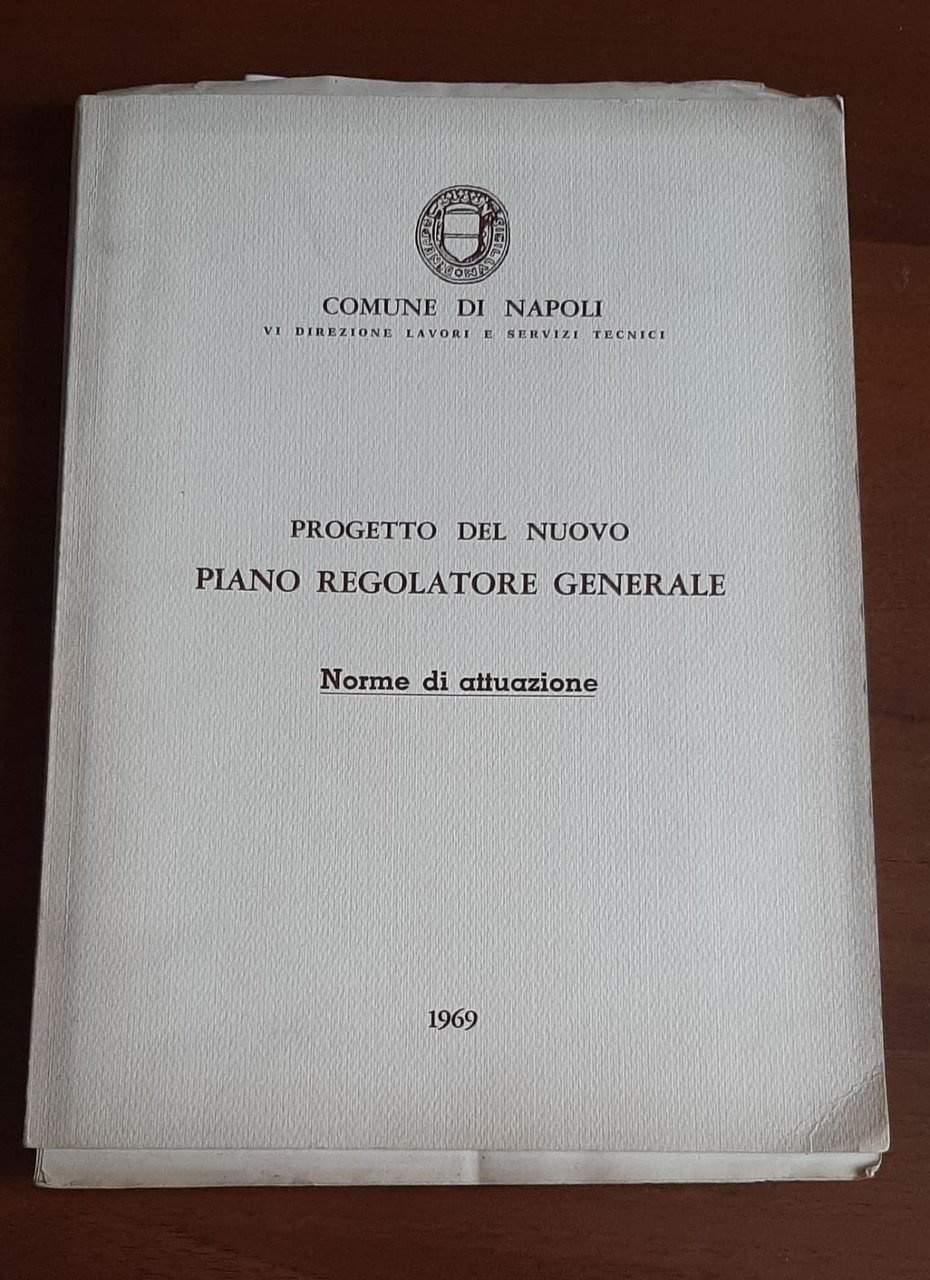 COMUNE DI NAPOLI
VI DIREZIONE LAVORI E SERVIZI TECNICI
PROGETTO DEL NUOVO
PIANO REGOLATORE GENERALE
Norme di attuazione
1969